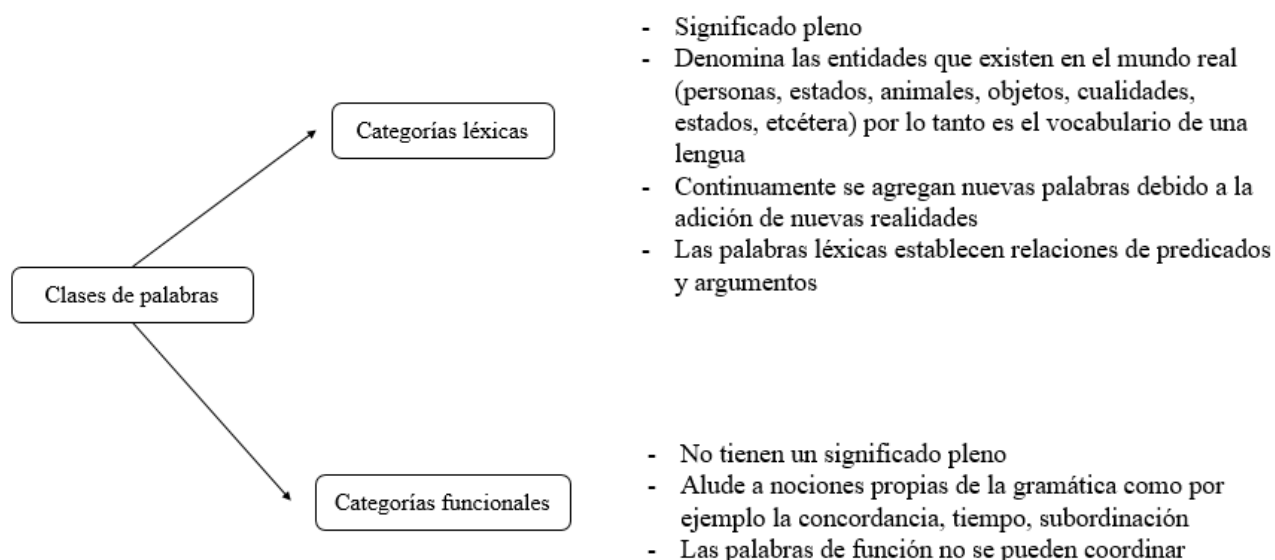 Clases de palabras
Categorías léxicas
- Significado pleno
- Denomina las entidades que existen en el mundo real
(personas, estados, animales, objetos, cualidades,
estados, etcétera) por lo tanto es el vocabulario de una
lengua
- Continuamente se agregan nuevas palabras debido a la
adición de nuevas realidades
- Las palabras léxicas establecen relaciones de predicados
y argumentos
Categorías funcionales
- No tienen un significado pleno
- Alude a nociones propias de la gramática como por
ejemplo la concordancia, tiempo, subordinación
- Las palabras de función no se pueden coordinar